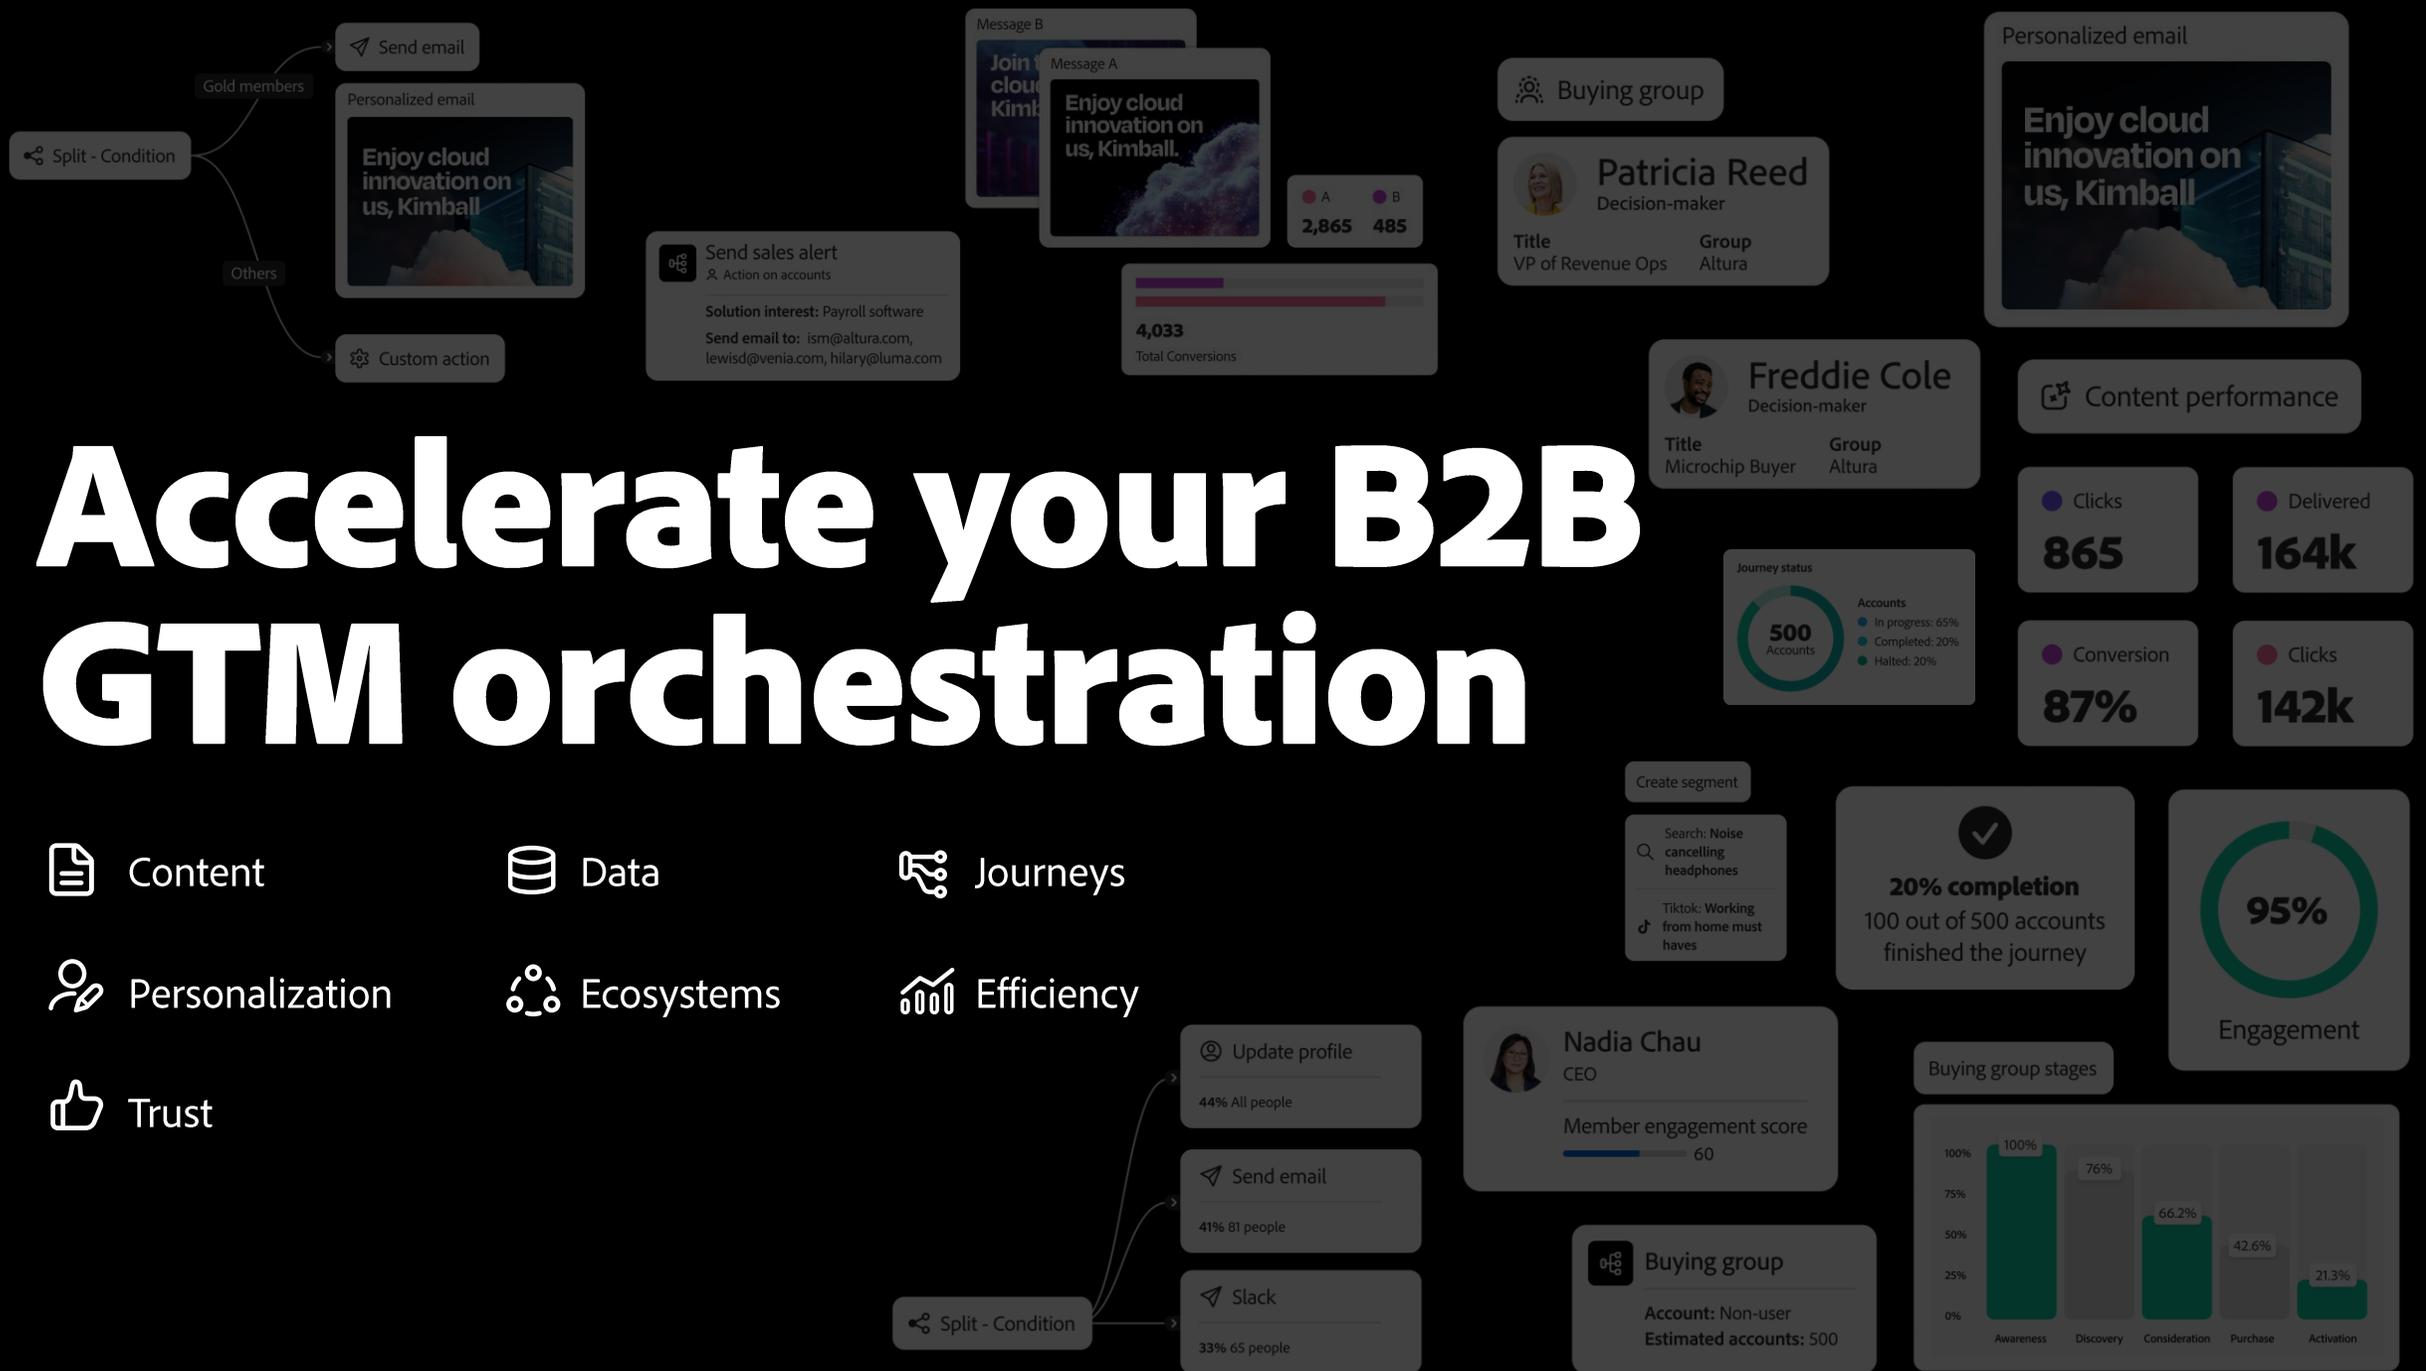 Send email
Gold members
Personalized email
Enjoy cloud
innovation on
us, Kimball
Split - Condition
Others
Custom action
Send sales alert
Action on accounts
Solution interest: Payroll software
Send email to: ism@altura.com,
lewisd@venia.com, hilary@luma.com
Message B
Join
Message A
Enjoy cloud
innovation on
us, Kimball.
A B
2,865 485
4,033
Total Conversions
Buying group
Patricia Reed
Decision-maker
Title Group
VP of Revenue Ops Altura
Personalized email
Enjoy cloud
innovation on
us, Kimball
Freddie Cole
Decision-maker
Title Group
Microchip Buyer Altura
Content performance
Clicks
865
Delivered
164k
Conversion
87%
Clicks
142k
Journey status
500
Accounts
Accounts
In progress: 65%
Completed: 20%
Halted: 20%
Accelerate your B2B
GTM orchestration
Content
Data
Journeys
Personalization
Ecosystems
Efficiency
Trust
Create segment
Search: Noise
cancelling
headphones
Tiktok: Working
from home must
haves
20% completion
100 out of 500 accounts
finished the journey
95%
Engagement
Update profile
44% All people
Send email
41% 81 people
Slack
33% 65 people
Split - Condition
Nadia Chau
CEO
Member engagement score
60
Buying group
Account: Non-user
Estimated accounts: 500
Buying group stages
100%
75%
50%
25%
0%
100%
76%
66.2%
42.6%
21.3%
Awareness
Discovery
Consideration
Purchase
Activation